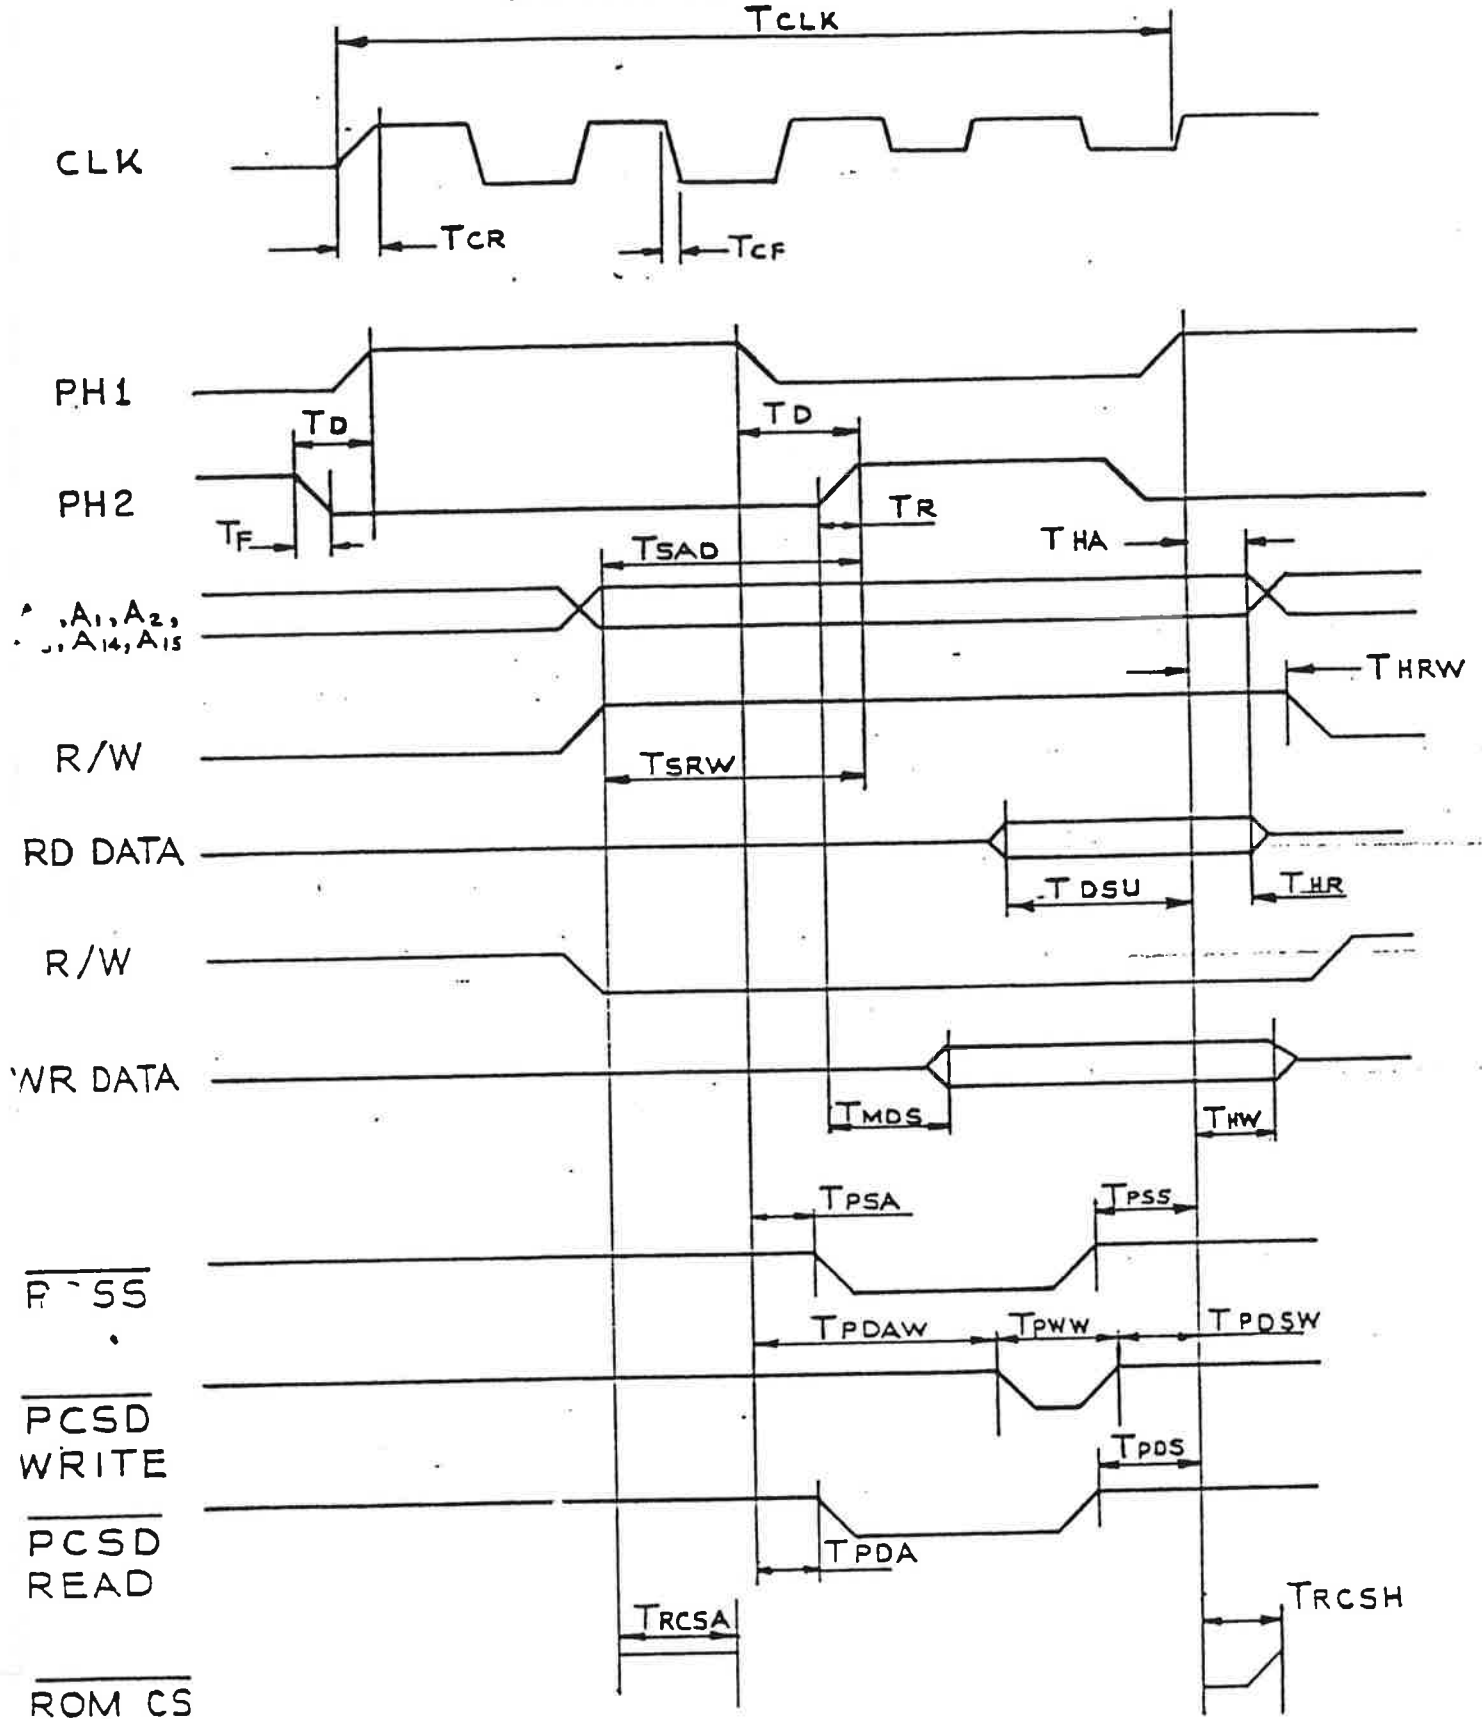 TCLK
CLK
TCR
TCF
PH1
TD
TD
PH2
TR
TF
TSAD
THA
,A1,A2,
,A14,A15
THRW
R/W
TSRW
RD DATA
TDSU
THR
R/W
WR DATA
TMDS
THW
TPSA
TPSS
SS
TPDAW
TPWW
TPDSW
PCSD
WRITE
TPDS
PCSD
READ
TPDA
TRCSA
TRCSH
ROM CS